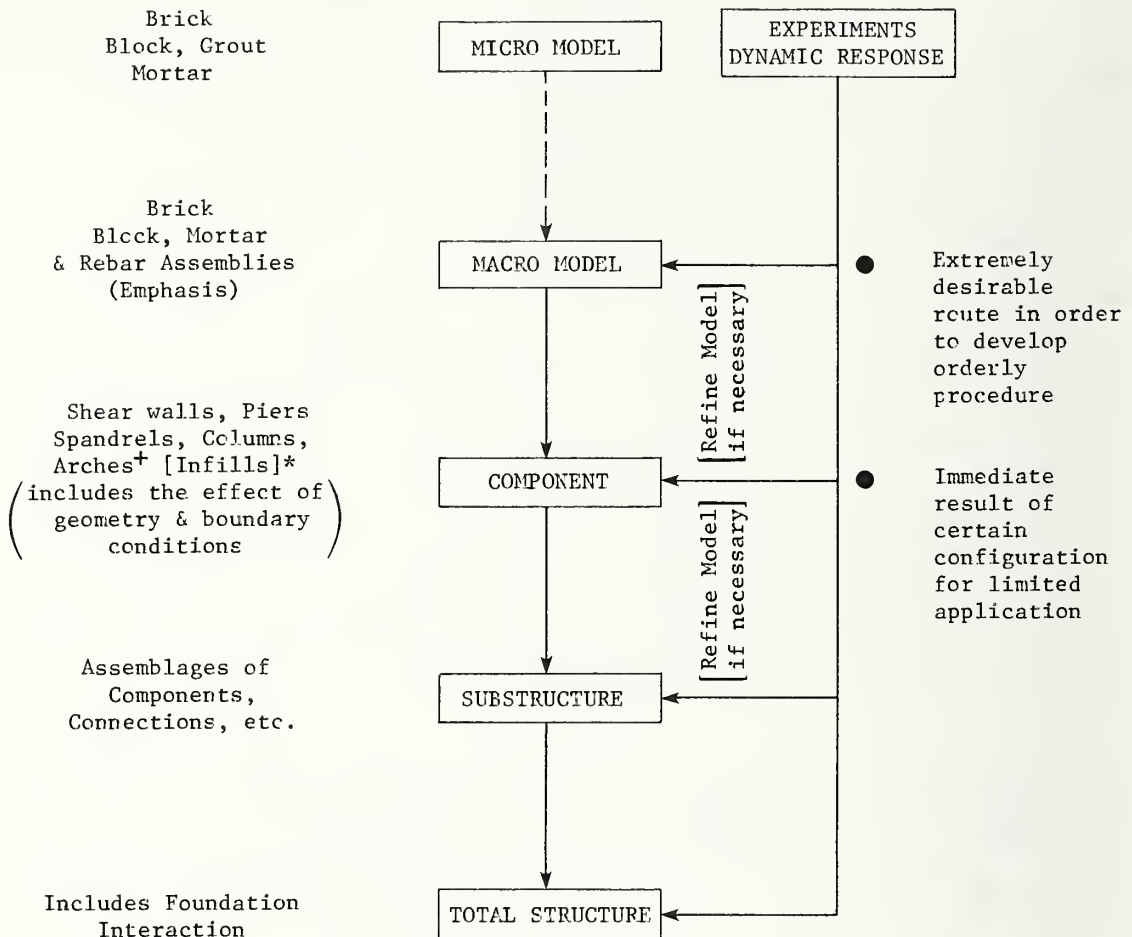 Brick
Block, Grout
Mortar
MICRO MODEL
EXPERIMENTS
DYNAMIC RESPONSE
Brick
Block, Mortar
& Rebar Assemblies
(Emphasis)
MACRO MODEL
Extremely
desirable
route in order
to develop
orderly
procedure
[Refine Model
if necessary]
Shear walls, Piers
Spandrels, Columns,
Arches+ [Infills]*
(includes the effect of
geometry & boundary
conditions)
COMPONENT
Immediate
result of
certain
configuration
for limited
application
[Refine Model
if necessary]
Assemblages of
Components,
Connections, etc.
SUBSTRUCTURE
Includes Foundation
Interaction
TOTAL STRUCTURE